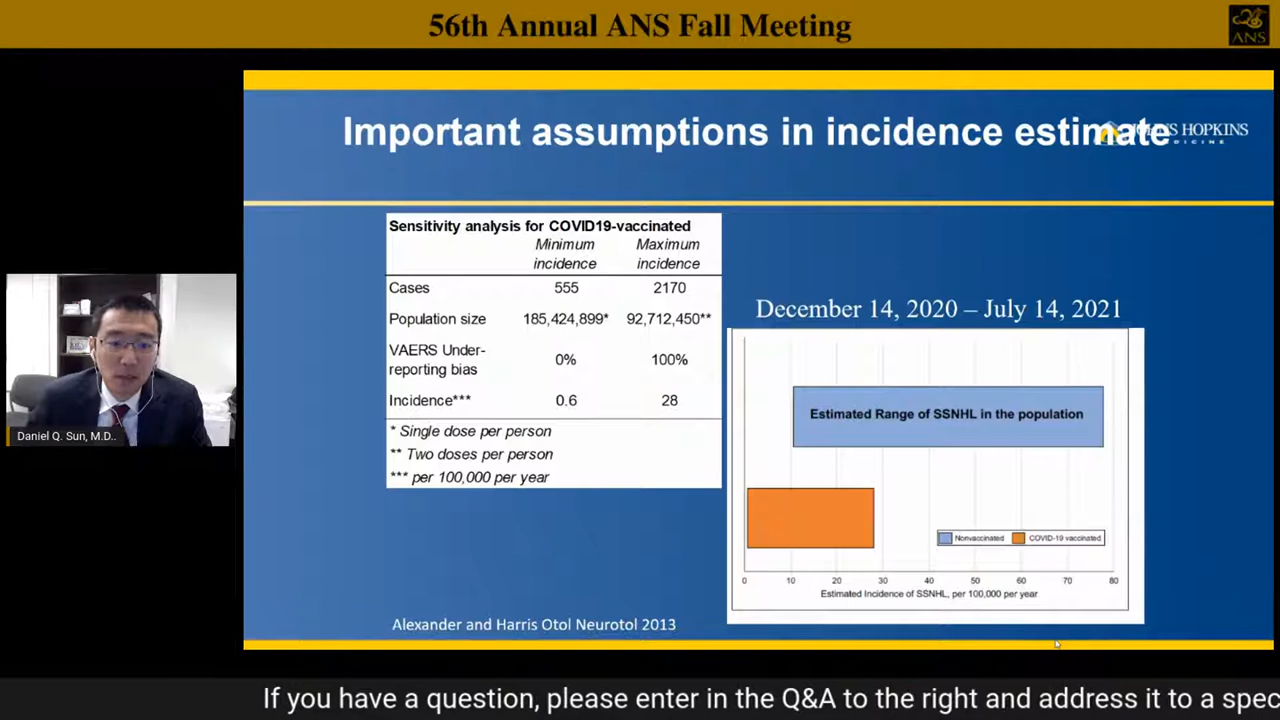 56th Annual ANS Fall Meeting
ANS
Important assumptions in incidence estimate
HOPKINS
MEDICINE
Sensitivity analysis for COVID19-vaccinated
Minimum incidence Maximum incidence
Cases 555 2170
Population size 185,424,899* 92,712,450**
VAERS Under-reporting bias 0% 100%
Incidence*** 0.6 28
* Single dose per person
** Two doses per person
*** per 100,000 per year
December 14, 2020 – July 14, 2021
Estimated Range of SSNHL in the population
Nonvaccinated COVID-19 vaccinated
0 10 20 30 40 50 60 70 80
Estimated Incidence of SSNHL, per 100,000 per year
Alexander and Harris Otol Neurotol 2013
Daniel Q. Sun, M.D..
If you have a question, please enter in the Q&A to the right and address it to a spec